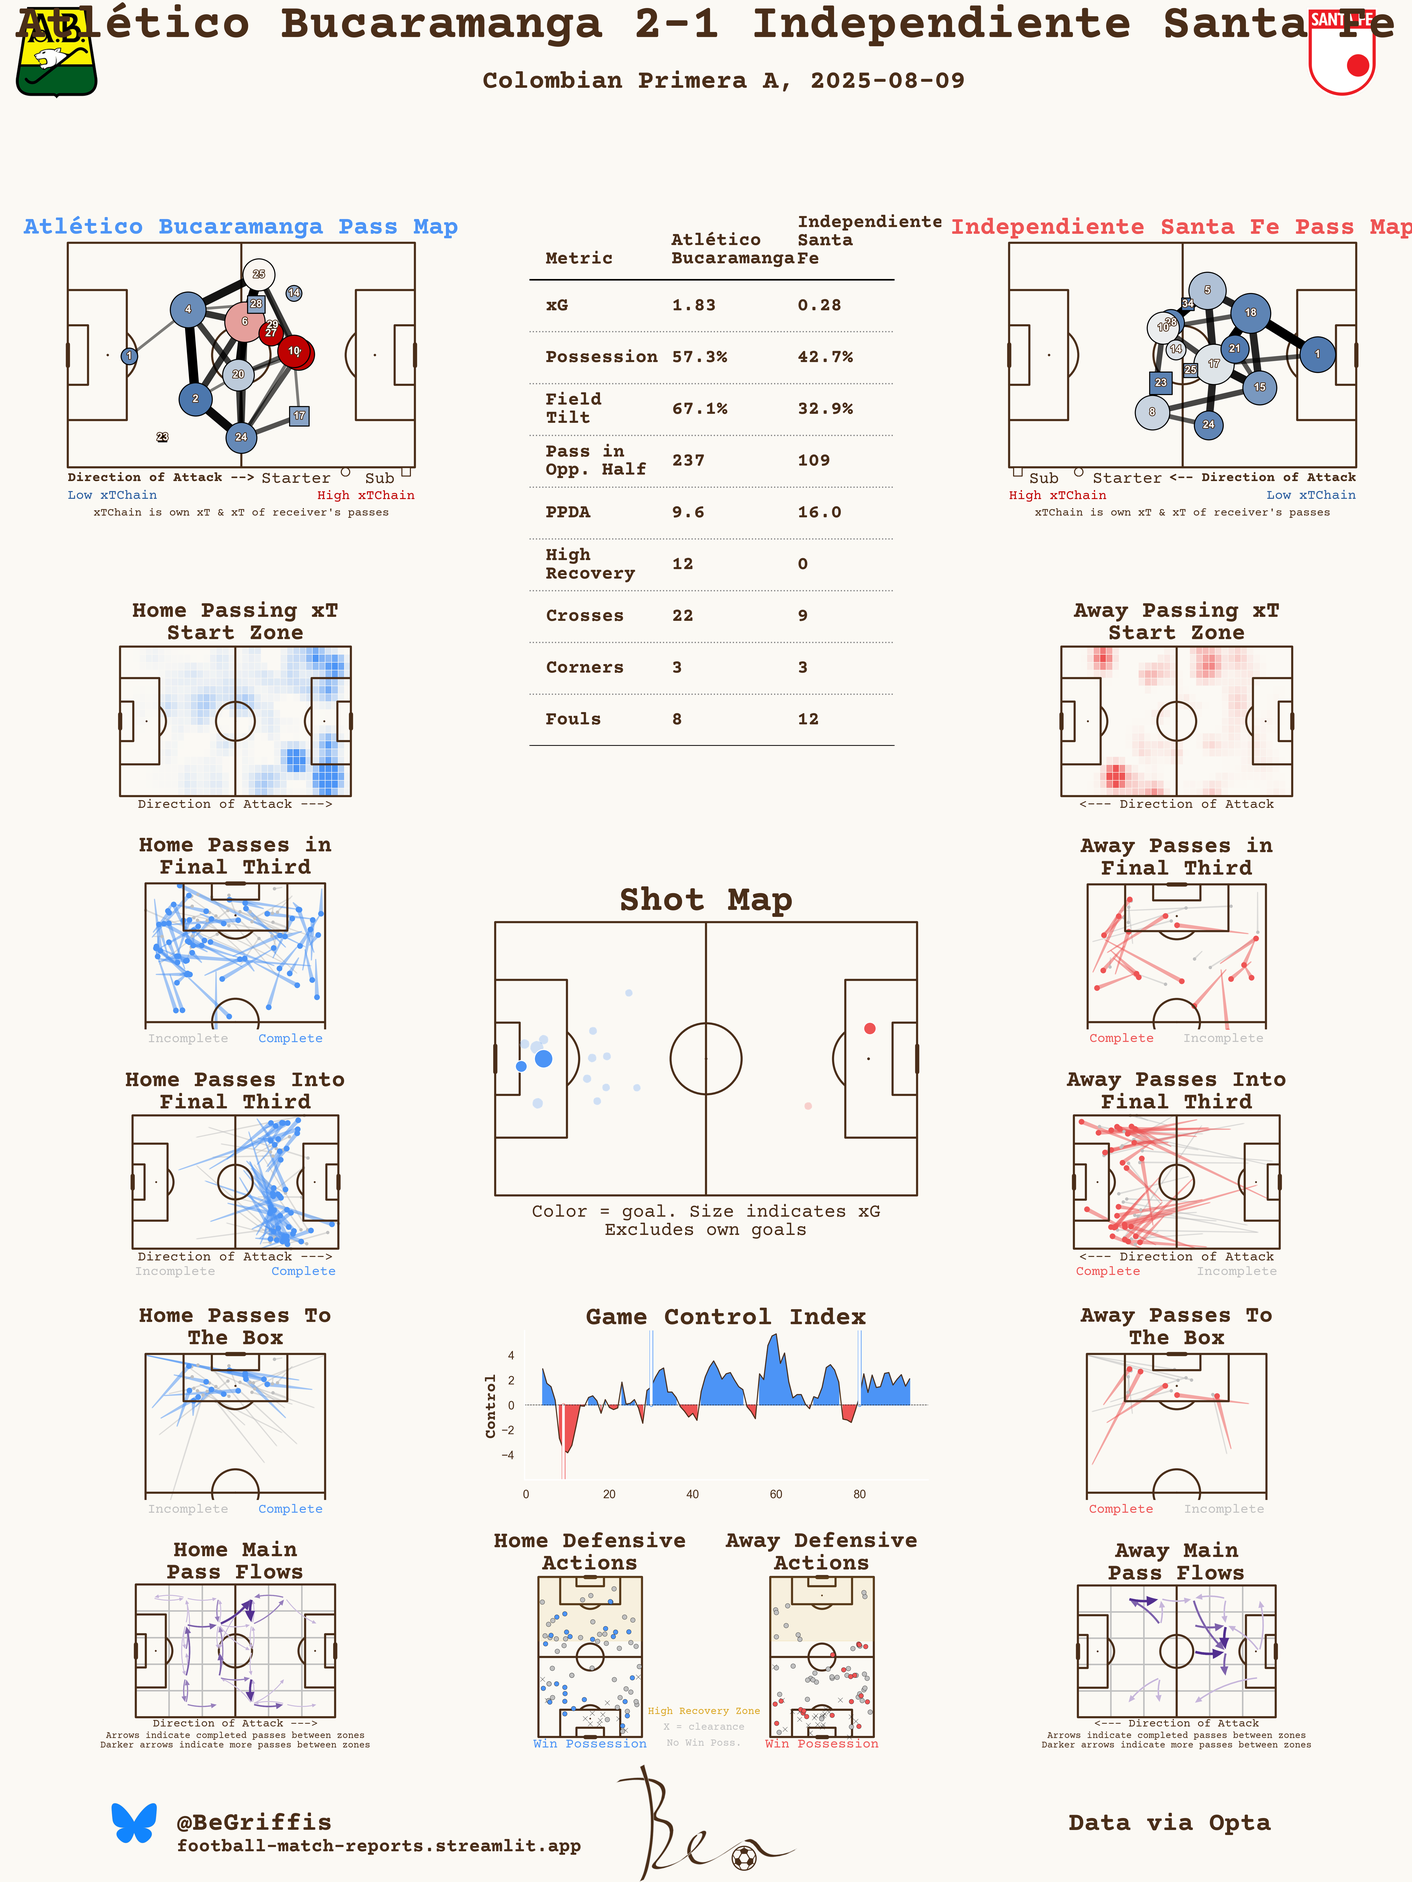 Atlético Bucaramanga 2-1 Independiente Santa Fe
A.B.
SANTA FE
Colombian Primera A, 2025-08-09
Atlético Bucaramanga Pass Map
25
14
28
4
6
29
27
10
1
20
2
17
24
23
Direction of Attack --> Starter Sub
Low xTChain High xTChain
xTChain is own xT & xT of receiver's passes
Metric Atlético Bucaramanga Independiente Santa Fe
xG 1.83 0.28
Possession 57.3% 42.7%
Field Tilt 67.1% 32.9%
Pass in Opp. Half 237 109
PPDA 9.6 16.0
High Recovery 12 0
Crosses 22 9
Corners 3 3
Fouls 8 12
Independiente Santa Fe Pass Map
5
34
18
28
10
14
21
1
17
25
23
15
8
24
Sub Starter <-- Direction of Attack
High xTChain Low xTChain
xTChain is own xT & xT of receiver's passes
Home Passing xT
Start Zone
Direction of Attack --->
Away Passing xT
Start Zone
<--- Direction of Attack
Home Passes in
Final Third
Incomplete Complete
Away Passes in
Final Third
Complete Incomplete
Shot Map
Color = goal. Size indicates xG
Excludes own goals
Home Passes Into
Final Third
Direction of Attack --->
Incomplete Complete
Away Passes Into
Final Third
<--- Direction of Attack
Complete Incomplete
Home Passes To
The Box
Incomplete Complete
Game Control Index
Control
4
2
0
−2
−4
0 20 40 60 80
Away Passes To
The Box
Complete Incomplete
Home Main
Pass Flows
Direction of Attack --->
Arrows indicate completed passes between zones
Darker arrows indicate more passes between zones
Home Defensive
Actions
Win Possession
High Recovery Zone
X = clearance
No Win Poss.
Away Defensive
Actions
Win Possession
Away Main
Pass Flows
<--- Direction of Attack
Arrows indicate completed passes between zones
Darker arrows indicate more passes between zones
@BeGriffis
football-match-reports.streamlit.app
Ben
Data via Opta